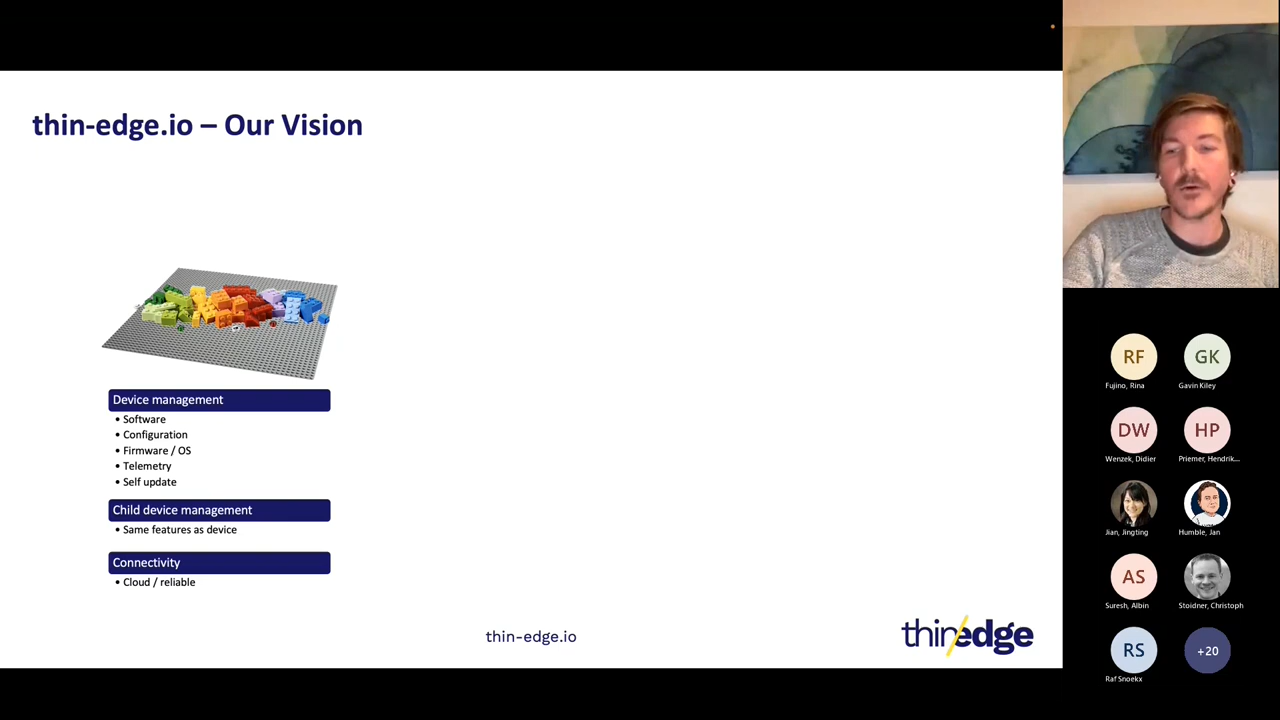 thin-edge.io – Our Vision
Device management
• Software
• Configuration
• Firmware / OS
• Telemetry
• Self update
Child device management
• Same features as device
Connectivity
• Cloud / reliable
thin-edge.io
thin/edge
RF
Fujino, Rina
GK
Gavin Kiley
DW
Wenzek, Didier
HP
Priemer, Hendrik...
Jian, Jingting
Humble, Jan
AS
Suresh, Albin
Stoidner, Christoph
RS
Raf Snoekx
+20